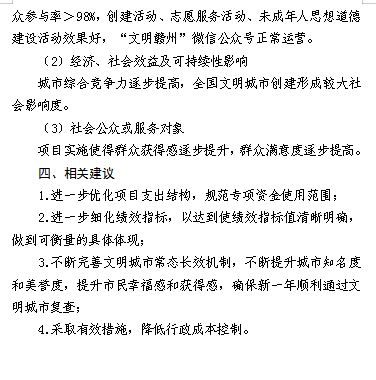 众参与率＞98%，创建活动、志愿服务活动、未成年人思想道德
建设活动效果好，“文明赣州”微信公众号正常运营。
（2）经济、社会效益及可持续性影响
城市综合竞争力逐步提高，全国文明城市创建形成较大社
会影响度。
（3）社会公众或服务对象
项目实施使得群众获得感逐步提升，群众满意度逐步提高。
四、相关建议
1.进一步优化项目支出结构，规范专项资金使用范围；
2.进一步细化绩效指标，以达到使绩效指标值清晰明确，
做到可衡量的具体体现；
3.不断完善文明城市常态长效机制，不断提升城市知名度
和美誉度，提升市民幸福感和获得感，确保新一年顺利通过文
明城市复查；
4.采取有效措施，降低行政成本控制。